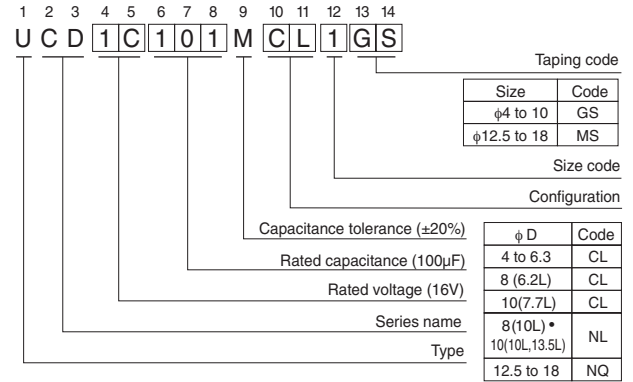 1 2 3 4 5 6 7 8 9 10 11 12 13 14
U C D 1 C 1 0 1 M C L 1 G S
Taping code
Size Code
ϕ4 to 10 GS
ϕ12.5 to 18 MS
Size code
Configuration
Capacitance tolerance (±20%)
Rated capacitance (100µF)
Rated voltage (16V)
Series name
Type
ϕ D Code
4 to 6.3 CL
8 (6.2L) CL
10(7.7L) CL
8(10L) •
10(10L,13.5L) NL
12.5 to 18 NQ